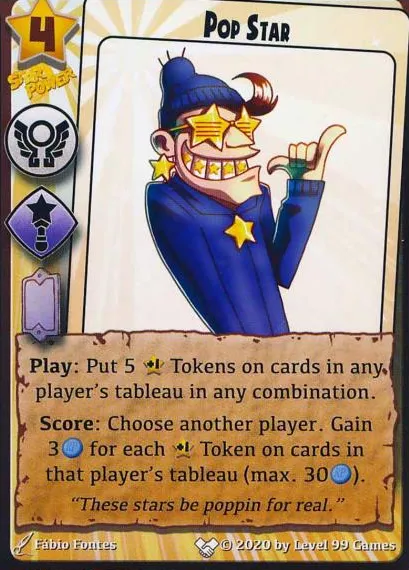 Pop Star
4
STAR POWER
Play: Put 5 +1 Tokens on cards in any
player's tableau in any combination.
Score: Choose another player. Gain
3 for each +1 Token on cards in
that player's tableau (max. 30).
"These stars be poppin for real."
Fábio Fontes
© 2020 by Level 99 Games